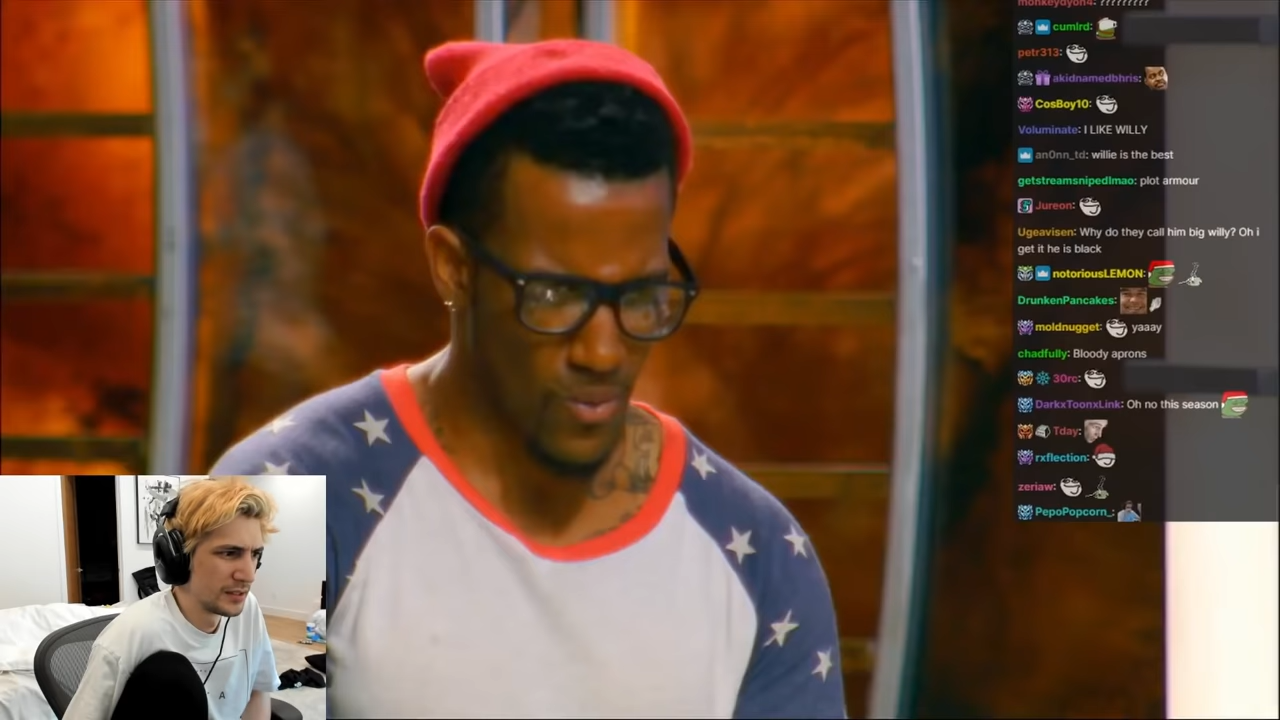 monkeydyon4: ?????????
cumlrd:
petr313:
akidnamedbhris:
CosBoy10:
Voluminate: I LIKE WILLY
an0nn_td: willie is the best
getstreamsnipedlmao: plot armour
Jureon:
Ugeavisen: Why do they call him big willy? Oh i
get it he is black
notoriousLEMON:
DrunkenPancakes:
moldnugget: yaaay
chadfully: Bloody aprons
30rc:
DarkxToonxLink: Oh no this season
Tday:
rxflection:
zeriaw:
PepoPopcorn_: